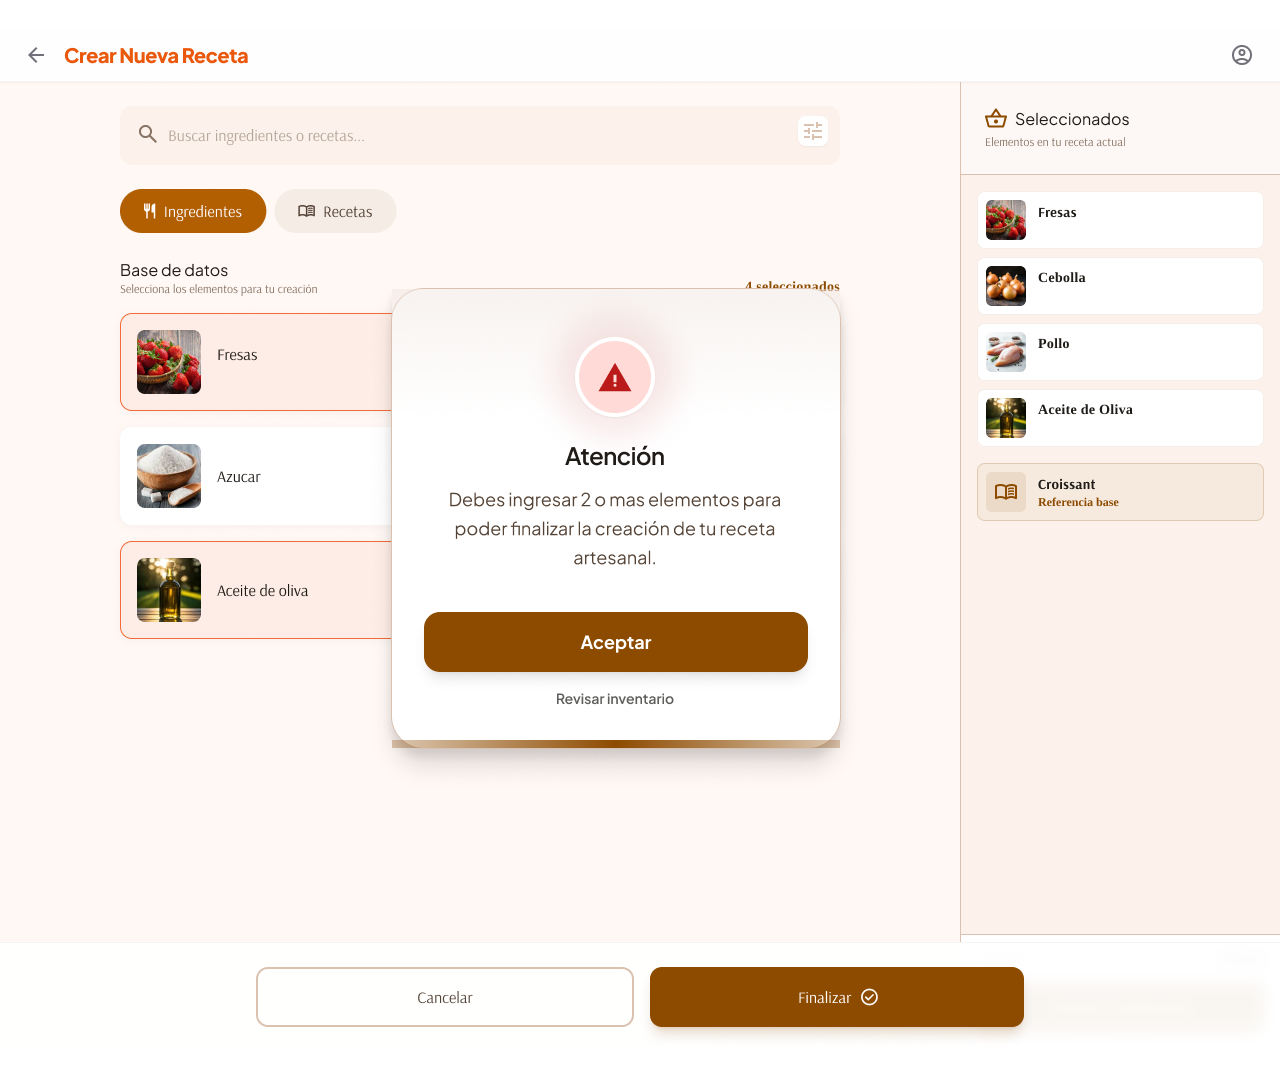 Crear Nueva Receta
Buscar ingredientes o recetas...
Ingredientes
Recetas
Base de datos
Selecciona los elementos para tu creación
4 seleccionados
Fresas
Azucar
Aceite de oliva
Atención
Debes ingresar 2 o mas elementos para
poder finalizar la creación de tu receta
artesanal.
Aceptar
Revisar inventario
Seleccionados
Elementos en tu receta actual
Fresas
Cebolla
Pollo
Aceite de Oliva
Croissant
Referencia base
Cancelar
Finalizar